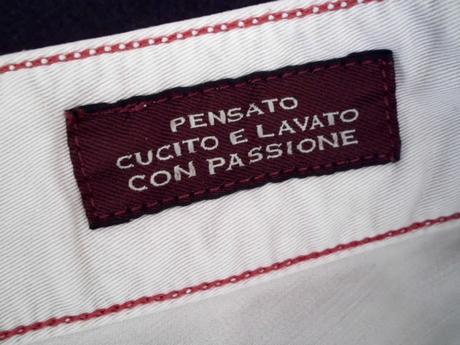 PENSATO
CUCITO E LAVATO
CON PASSIONE